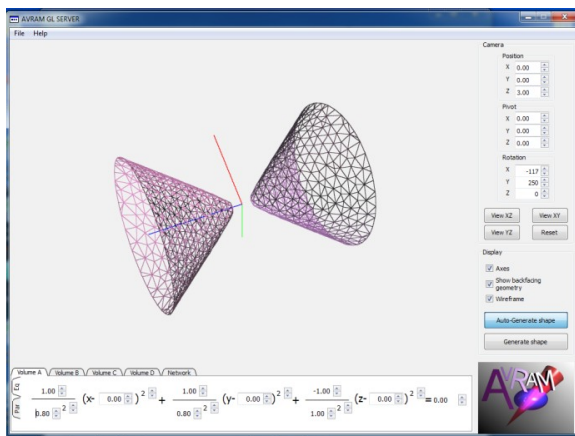 AVRAM GL SERVER
File Help
Camera
Position
X 0.00
Y 0.00
Z 3.00
Pivot
X 0.00
Y 0.00
Z 0.00
Rotation
X -117
Y 250
Z 0
View XZ View XY
View YZ Reset
Display
Axes
Show backfacing
geometry
Wireframe
Auto-Generate shape
Generate shape
Volume A Volume B Volume C Volume D Network
Eq
Par
1.00 1.00 -1.00
(x- 0.00 )2 + (y- 0.00 )2 + (z- 0.00 )2 = 0.00
0.80 2 0.80 2 1.00 2
AVRAM